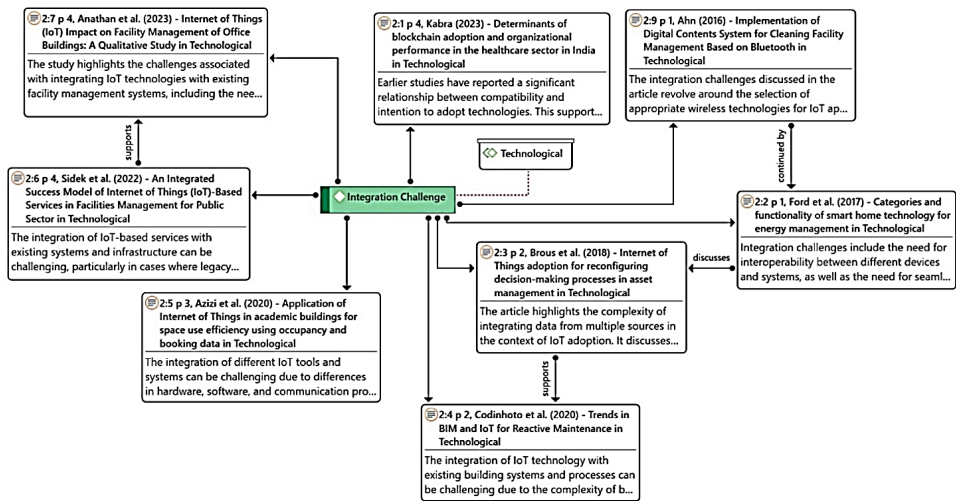 2:7 p 4, Anathan et al. (2023) - Internet of Things
(IoT) Impact on Facility Management of Office
Buildings: A Qualitative Study in Technological
The study highlights the challenges associated
with integrating IoT technologies with existing
facility management systems, including the nee...
2:1 p 4, Kabra (2023) - Determinants of
blockchain adoption and organizational
performance in the healthcare sector in India
in Technological
Earlier studies have reported a significant
relationship between compatibility and
intention to adopt technologies. This support...
2:9 p 1, Ahn (2016) - Implementation of
Digital Contents System for Cleaning Facility
Management Based on Bluetooth in
Technological
The integration challenges discussed in the
article revolve around the selection of
appropriate wireless technologies for IoT ap...
supports
Technological
continued by
2:6 p 4, Sidek et al. (2022) - An Integrated
Success Model of Internet of Things (IoT)-Based
Services in Facilities Management for Public
Sector in Technological
The integration of IoT-based services with
existing systems and infrastructure can be
challenging, particularly in cases where legacy...
Integration Challenge
2:2 p 1, Ford et al. (2017) - Categories and
functionality of smart home technology for
energy management in Technological
Integration challenges include the need for
interoperability between different devices
and systems, as well as the need for seaml...
2:3 p 2, Brous et al. (2018) - Internet of
Things adoption for reconfiguring
decision-making processes in asset
management in Technological
The article highlights the complexity of
integrating data from multiple sources in
the context of IoT adoption. It discusses...
discusses
2:5 p 3, Azizi et al. (2020) - Application of
Internet of Things in academic buildings for
space use efficiency using occupancy and
booking data in Technological
The integration of different IoT tools and
systems can be challenging due to differences
in hardware, software, and communication pro...
supports
2:4 p 2, Codinhoto et al. (2020) - Trends in
BIM and IoT for Reactive Maintenance in
Technological
The integration of IoT technology with
existing building systems and processes can
be challenging due to the complexity of b...